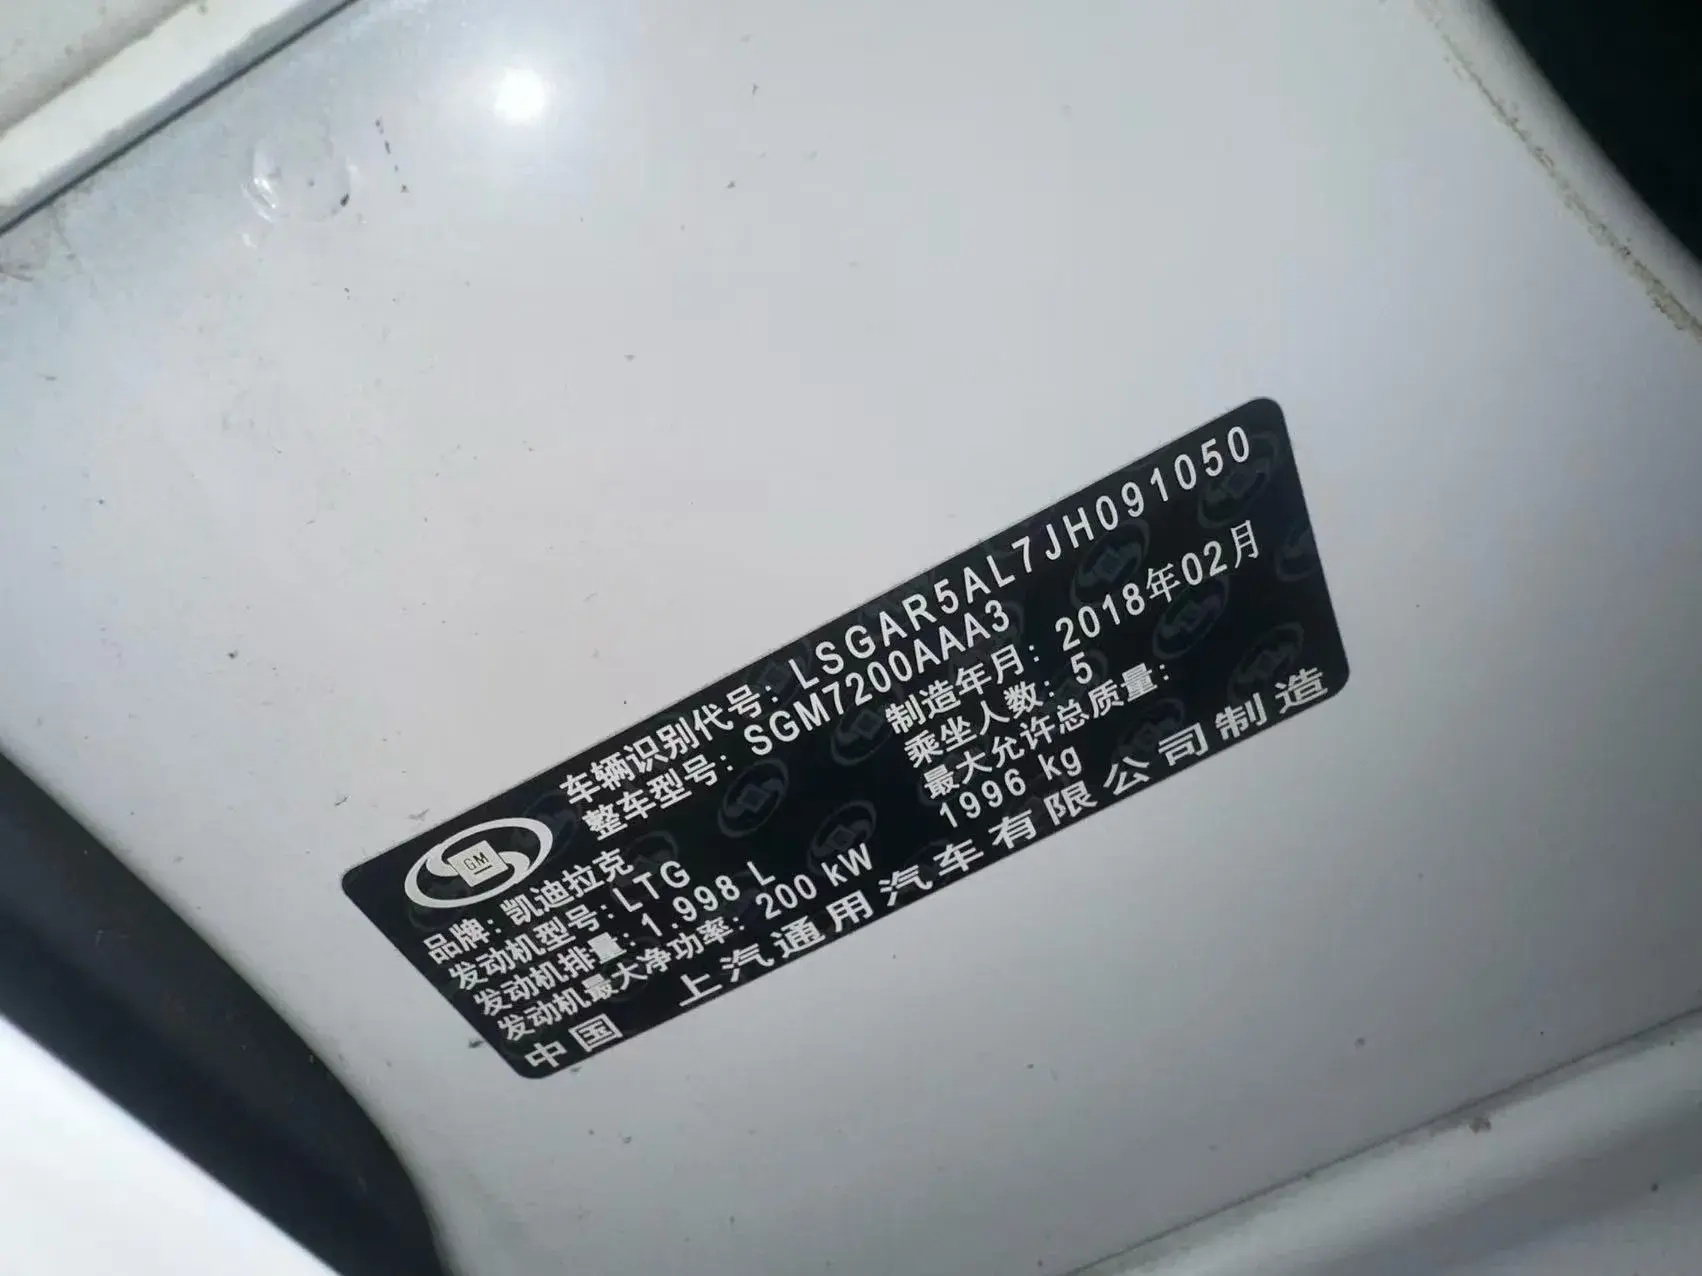 车辆识别代号: LSGAR5AL7JH091050
整车型号: SGM7200AAA3
GM
品牌: 凯迪拉克
发动机型号: LTG
发动机排量: 1.998 L
发动机最大净功率: 200 kW
制造年月: 2018年02月
乘坐人数: 5
最大允许总质量:
1996 kg
中国 上汽通用汽车有限公司制造